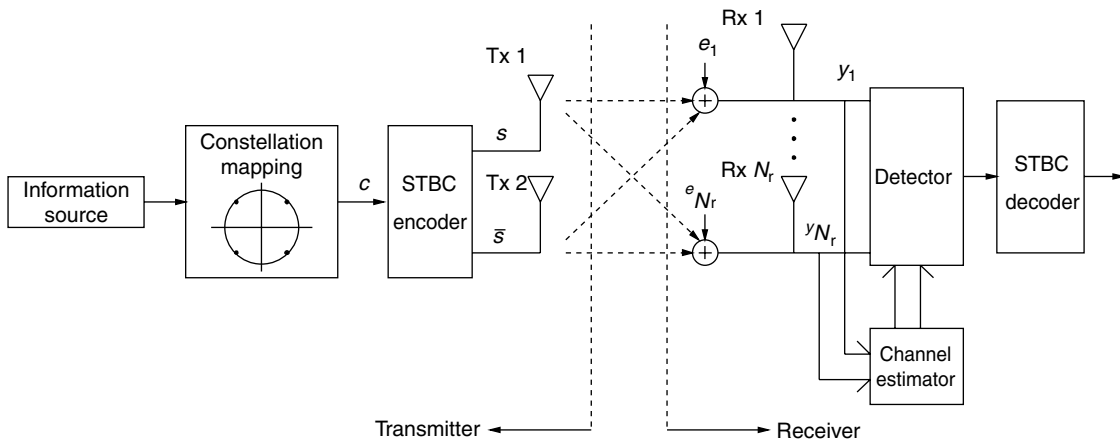 Information
source
Constellation
mapping
c
STBC
encoder
Tx 1
s
Tx 2
s̅
Rx 1
e1
+
y1
Rx Nr
eNr
+
yNr
Detector
STBC
decoder
Channel
estimator
Transmitter
Receiver